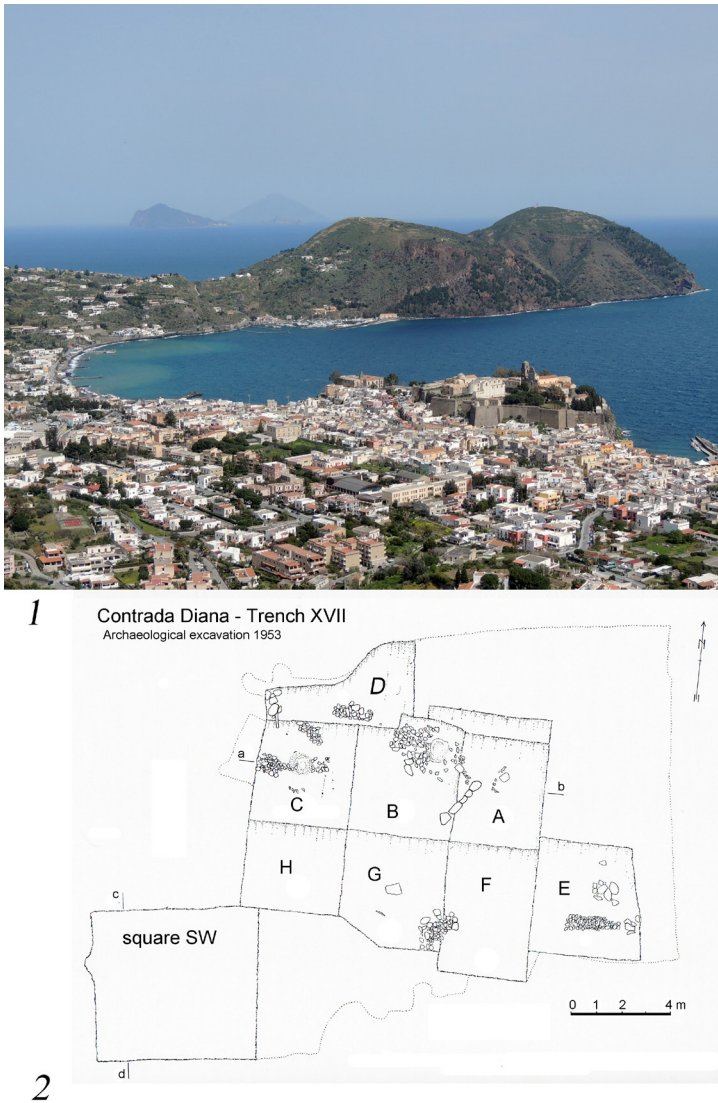 1
Contrada Diana - Trench XVII
Archaeological excavation 1953
N
D
a
b
C
B
A
H
G
F
E
c
square SW
0 1 2 4 m
d
2